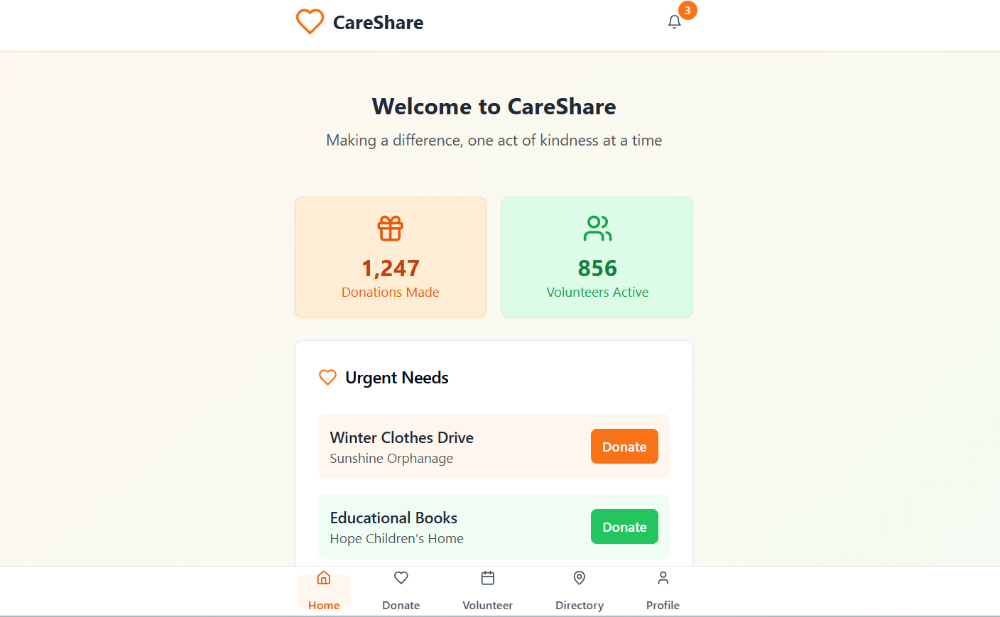 CareShare
3
Welcome to CareShare
Making a difference, one act of kindness at a time
1,247
Donations Made
856
Volunteers Active
Urgent Needs
Winter Clothes Drive
Sunshine Orphanage
Donate
Educational Books
Hope Children's Home
Donate
Home
Donate
Volunteer
Directory
Profile